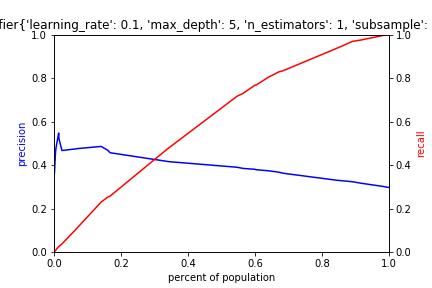 fier{'learning_rate': 0.1, 'max_depth': 5, 'n_estimators': 1, 'subsample':
1.0 1.0
0.8 0.8
0.6 0.6
precision recall
0.4 0.4
0.2 0.2
0.0 0.0
0.0 0.2 0.4 0.6 0.8 1.0
percent of population